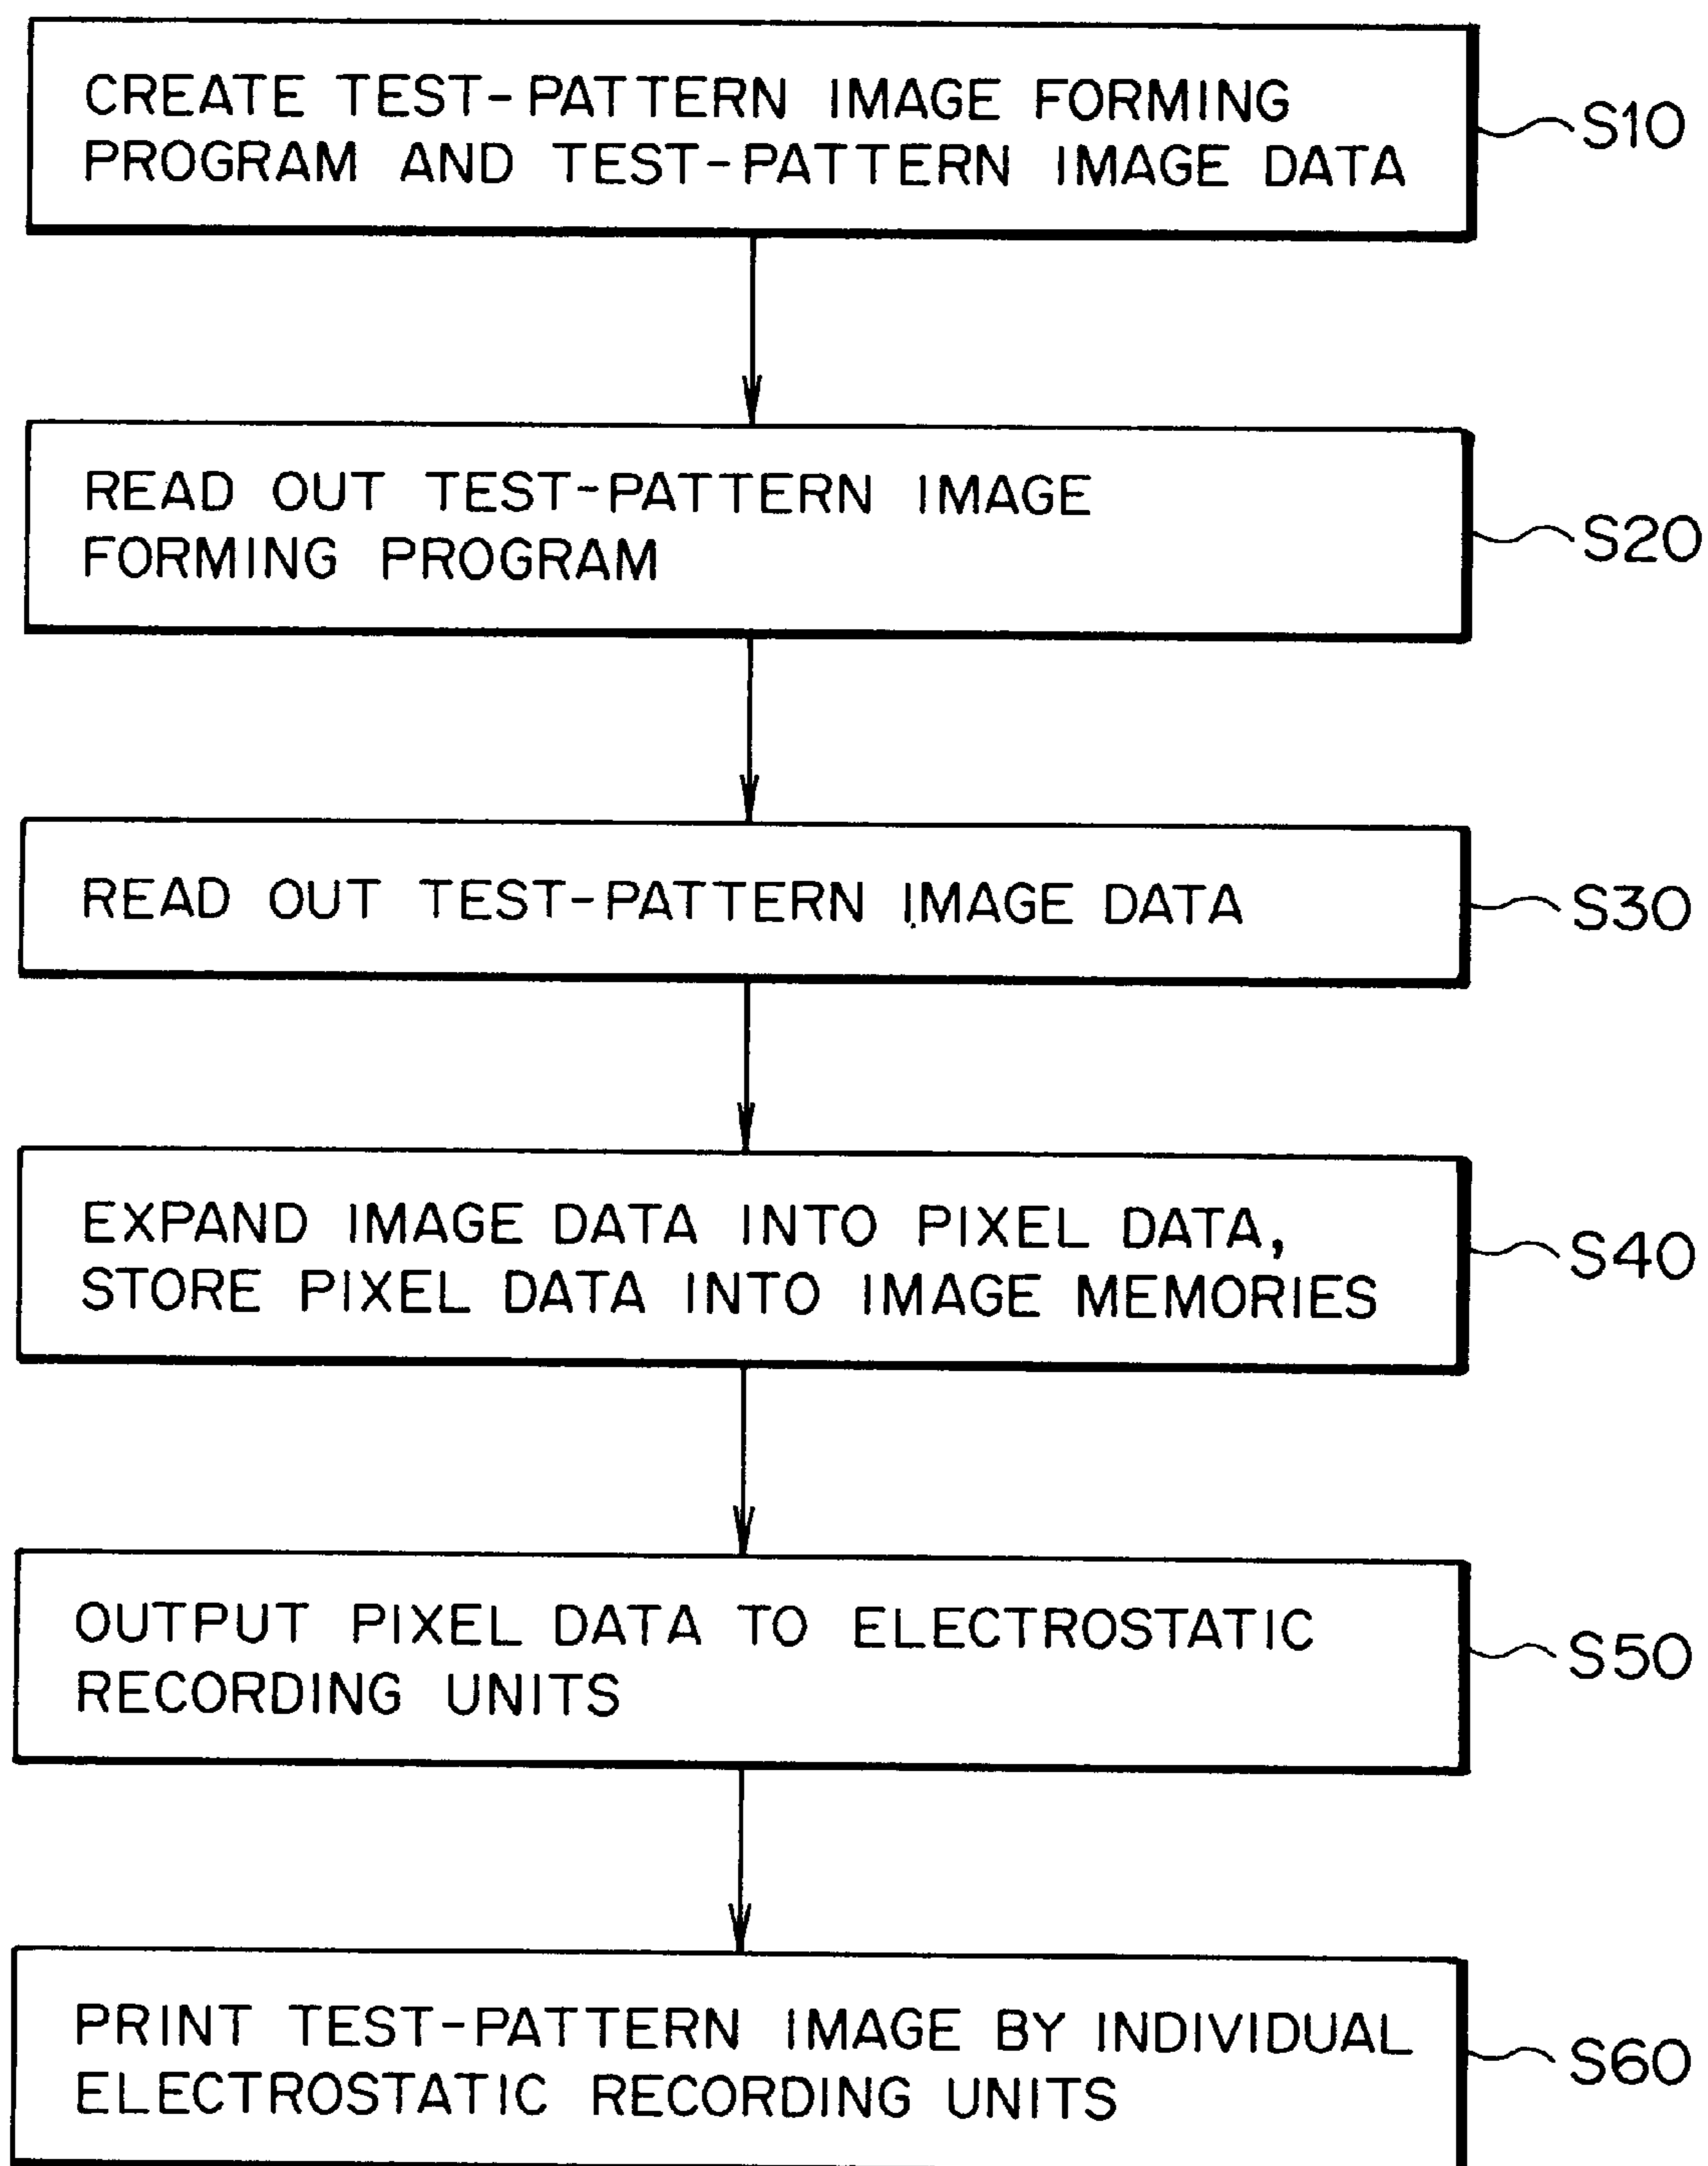 CREATE TEST-PATTERN IMAGE FORMING
PROGRAM AND TEST-PATTERN IMAGE DATA
S10
READ OUT TEST-PATTERN IMAGE
FORMING PROGRAM
S20
READ OUT TEST-PATTERN IMAGE DATA
S30
EXPAND IMAGE DATA INTO PIXEL DATA,
STORE PIXEL DATA INTO IMAGE MEMORIES
S40
OUTPUT PIXEL DATA TO ELECTROSTATIC
RECORDING UNITS
S50
PRINT TEST-PATTERN IMAGE BY INDIVIDUAL
ELECTROSTATIC RECORDING UNITS
S60